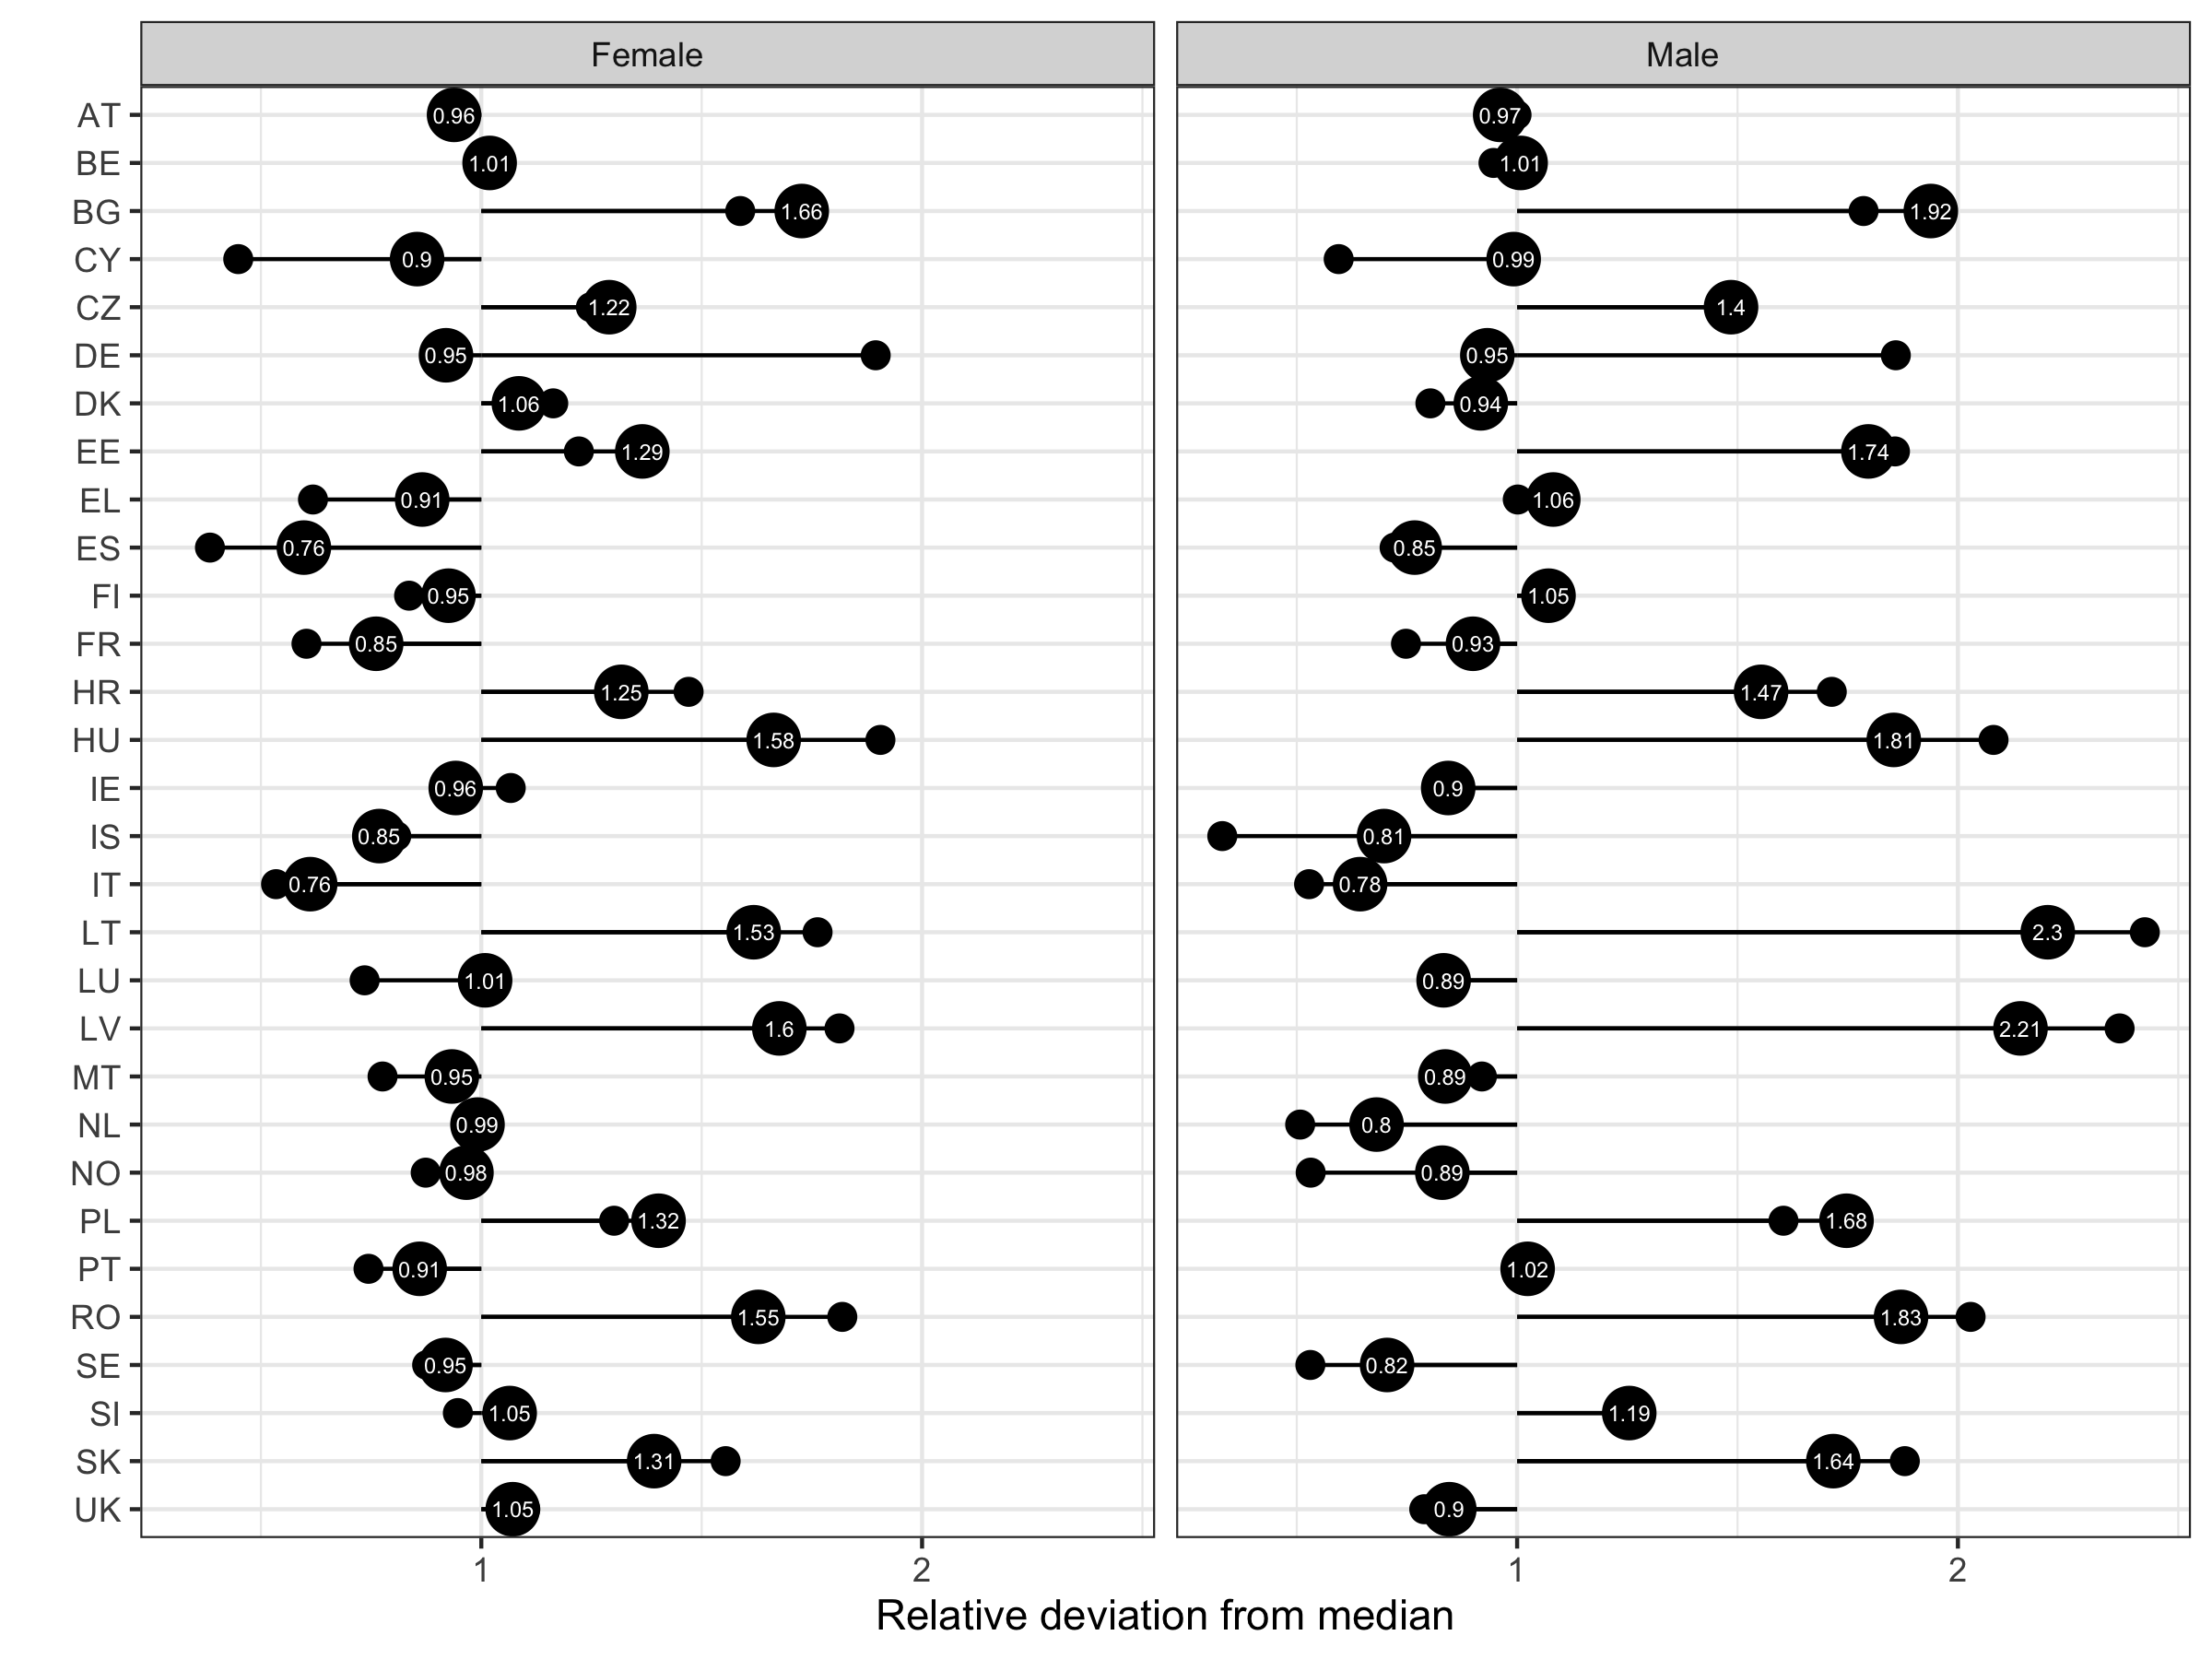 Female Male
AT 0.96 0.97
BE 1.01 1.01
BG 1.66 1.92
CY 0.9 0.99
CZ 1.22 1.4
DE 0.95 0.95
DK 1.06 0.94
EE 1.29 1.74
EL 0.91 1.06
ES 0.76 0.85
FI 0.95 1.05
FR 0.85 0.93
HR 1.25 1.47
HU 1.58 1.81
IE 0.96 0.9
IS 0.85 0.81
IT 0.76 0.78
LT 1.53 2.3
LU 1.01 0.89
LV 1.6 2.21
MT 0.95 0.89
NL 0.99 0.8
NO 0.98 0.89
PL 1.32 1.68
PT 0.91 1.02
RO 1.55 1.83
SE 0.95 0.82
SI 1.05 1.19
SK 1.31 1.64
UK 1.05 0.9
1 2 1 2
Relative deviation from median